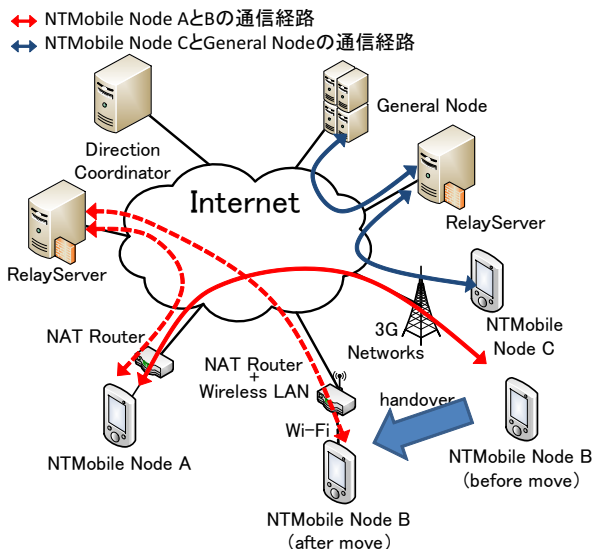 NTMobile Node AとBの通信経路
NTMobile Node CとGeneral Nodeの通信経路
General Node
Direction
Coordinator
Internet
RelayServer
RelayServer
NTMobile
Node C
3G
Networks
NAT Router
NAT Router
+
Wireless LAN
handover
Wi-Fi
NTMobile Node A
NTMobile Node B
(before move)
NTMobile Node B
(after move)